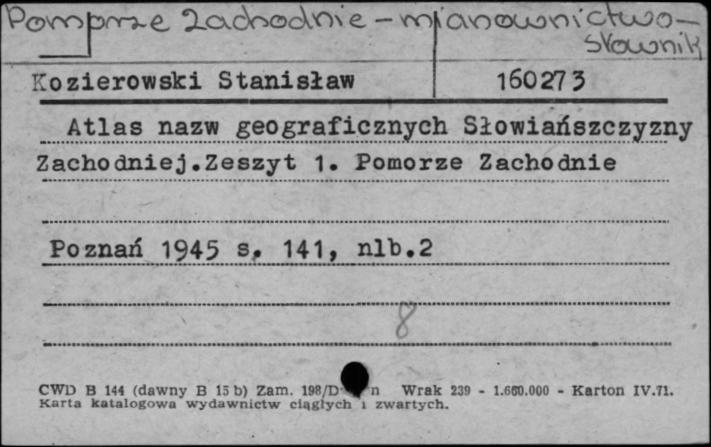 Pomorze Zachodnie - mianownictwo -
słownik
Kozierowski Stanisław 160273
Atlas nazw geograficznych Słowiańszczyzny
Zachodniej.Zeszyt 1. Pomorze Zachodnie
Poznań 1945 s. 141, nlb.2
8
CWD B 144 (dawny B 15 b) Zam. 198/D n Wrak 239 - 1.660.000 - Karton IV.71.
Karta katalogowa wydawnictw ciągłych i zwartych.